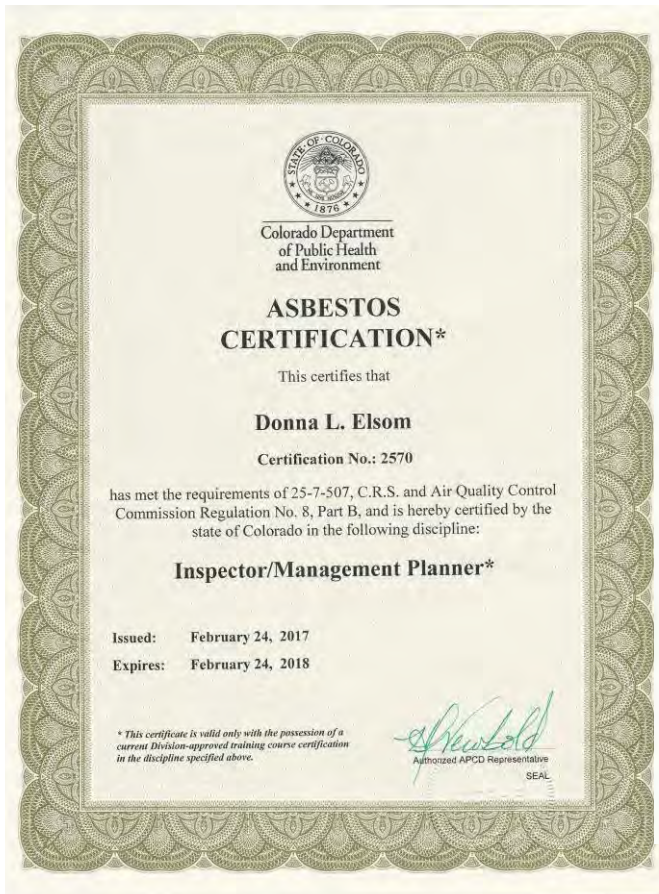 STATE OF COLORADO
1876
Colorado Department
of Public Health
and Environment
ASBESTOS
CERTIFICATION*
This certifies that
Donna L. Elsom
Certification No.: 2570
has met the requirements of 25-7-507, C.R.S. and Air Quality Control
Commission Regulation No. 8, Part B, and is hereby certified by the
state of Colorado in the following discipline:
Inspector/Management Planner*
Issued: February 24, 2017
Expires: February 24, 2018
* This certificate is valid only with the possession of a
current Division-approved training course certification
in the discipline specified above.
Authorized APCD Representative
SEAL